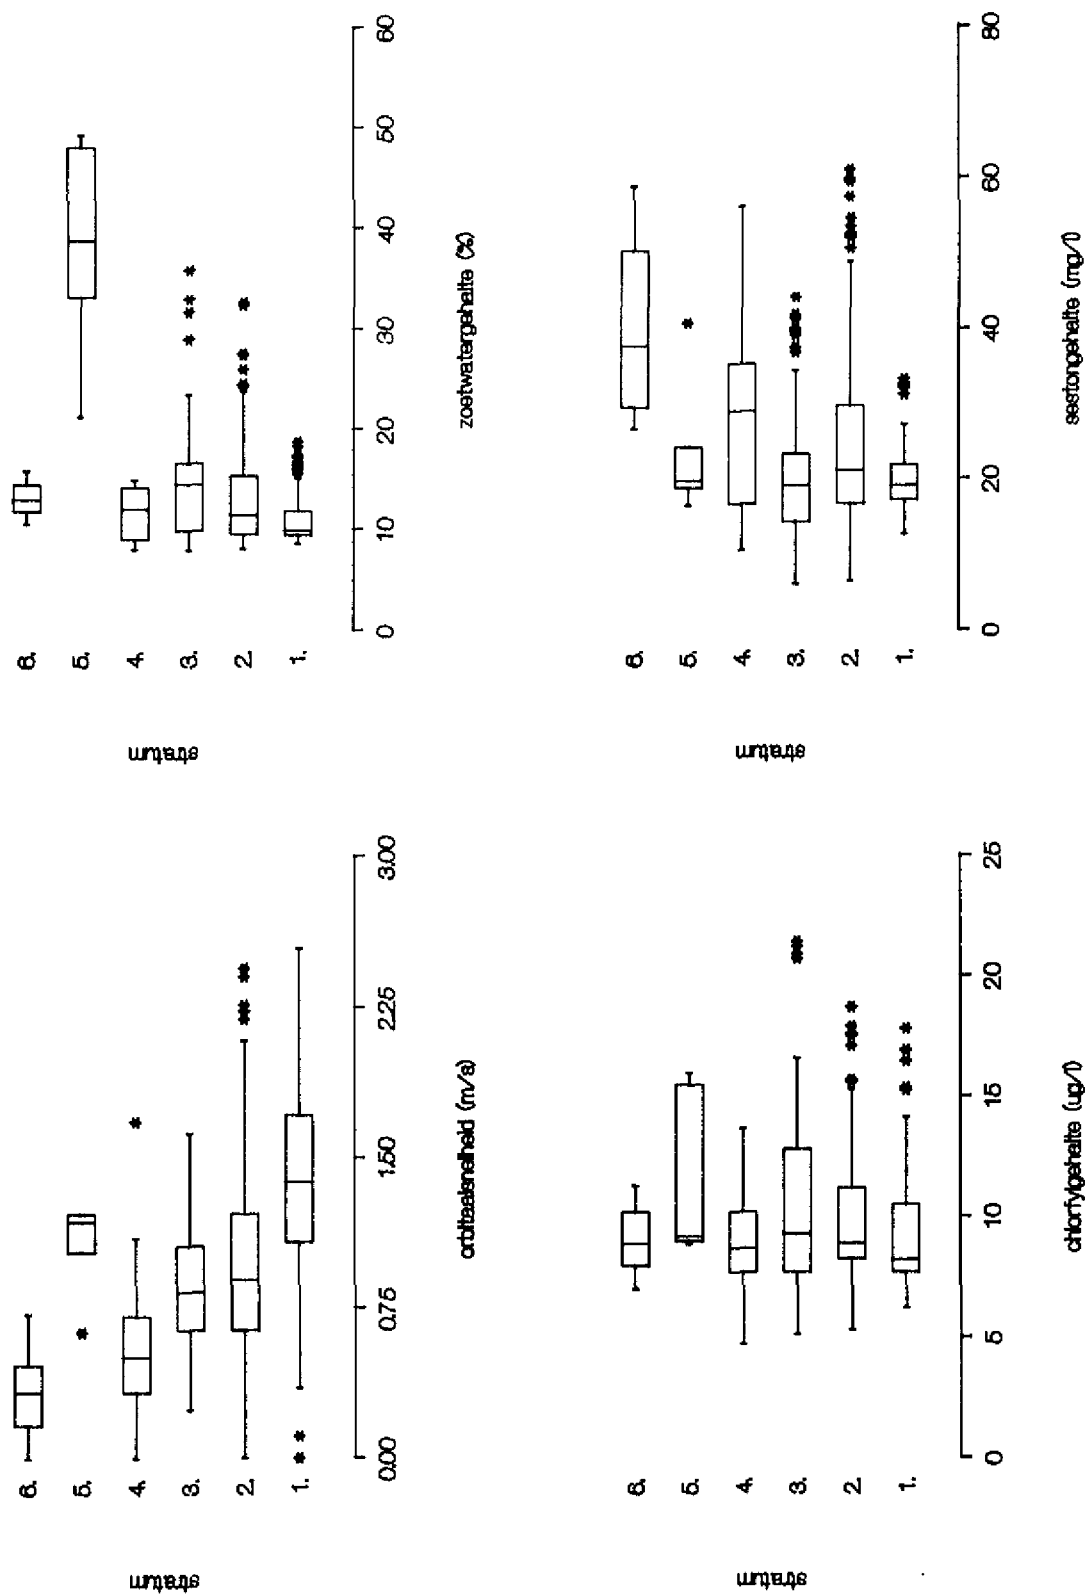 stratum
6.
5.
4.
3.
2.
1.
0.00 0.75 1.50 2.25 3.00
orbitaalsnelheid (m/s)
stratum
6.
5.
4.
3.
2.
1.
0 10 20 30 40 50 60
zoetwatergehalte (%)
stratum
6.
5.
4.
3.
2.
1.
0 5 10 15 20 25
chlorfylgehalte (ug/l)
stratum
6.
5.
4.
3.
2.
1.
0 20 40 60 80
sestongehalte (mg/l)